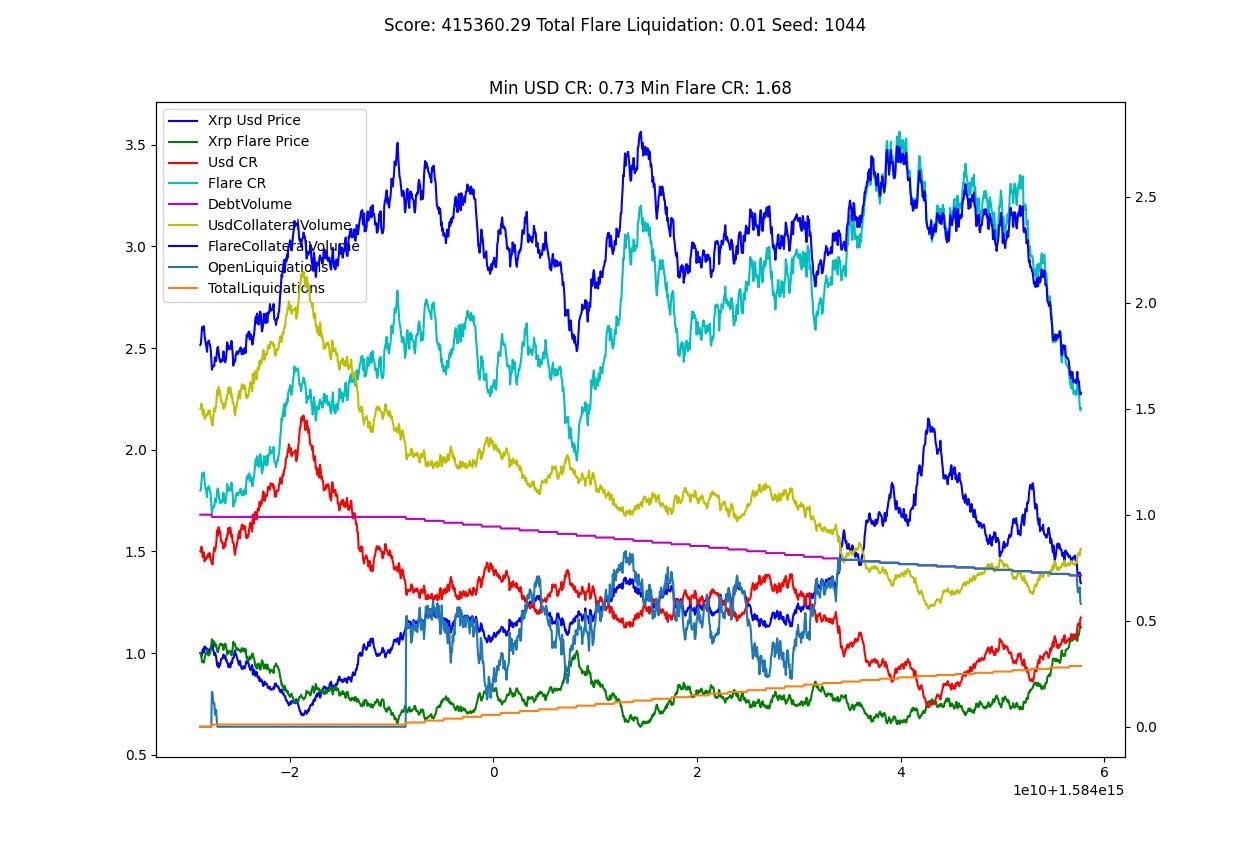 Score: 415360.29 Total Flare Liquidation: 0.01 Seed: 1044
Min USD CR: 0.73 Min Flare CR: 1.68
Xrp Usd Price
Xrp Flare Price
Usd CR
Flare CR
DebtVolume
UsdCollateralVolume
FlareCollateralVolume
OpenLiquidations
TotalLiquidations
3.5
3.0
2.5
2.0
1.5
1.0
0.5
2.5
2.0
1.5
1.0
0.5
0.0
−2 0 2 4 6
1e10+1.584e15